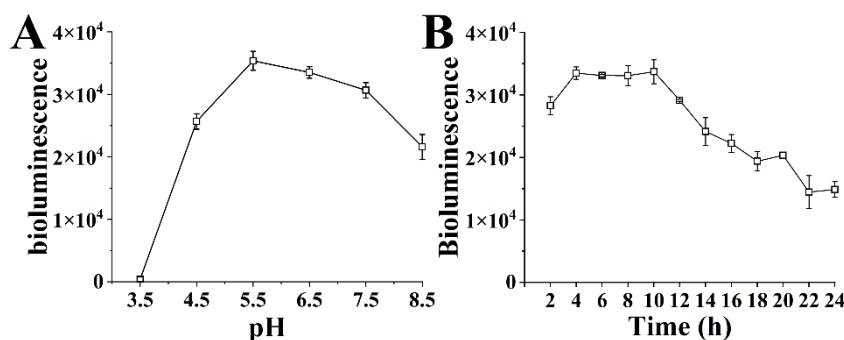 A
bioluminescence
4×10⁴
3×10⁴
2×10⁴
1×10⁴
0
3.5 4.5 5.5 6.5 7.5 8.5
pH
B
Bioluminescence
4×10⁴
3×10⁴
2×10⁴
1×10⁴
0
2 4 6 8 10 12 14 16 18 20 22 24
Time (h)